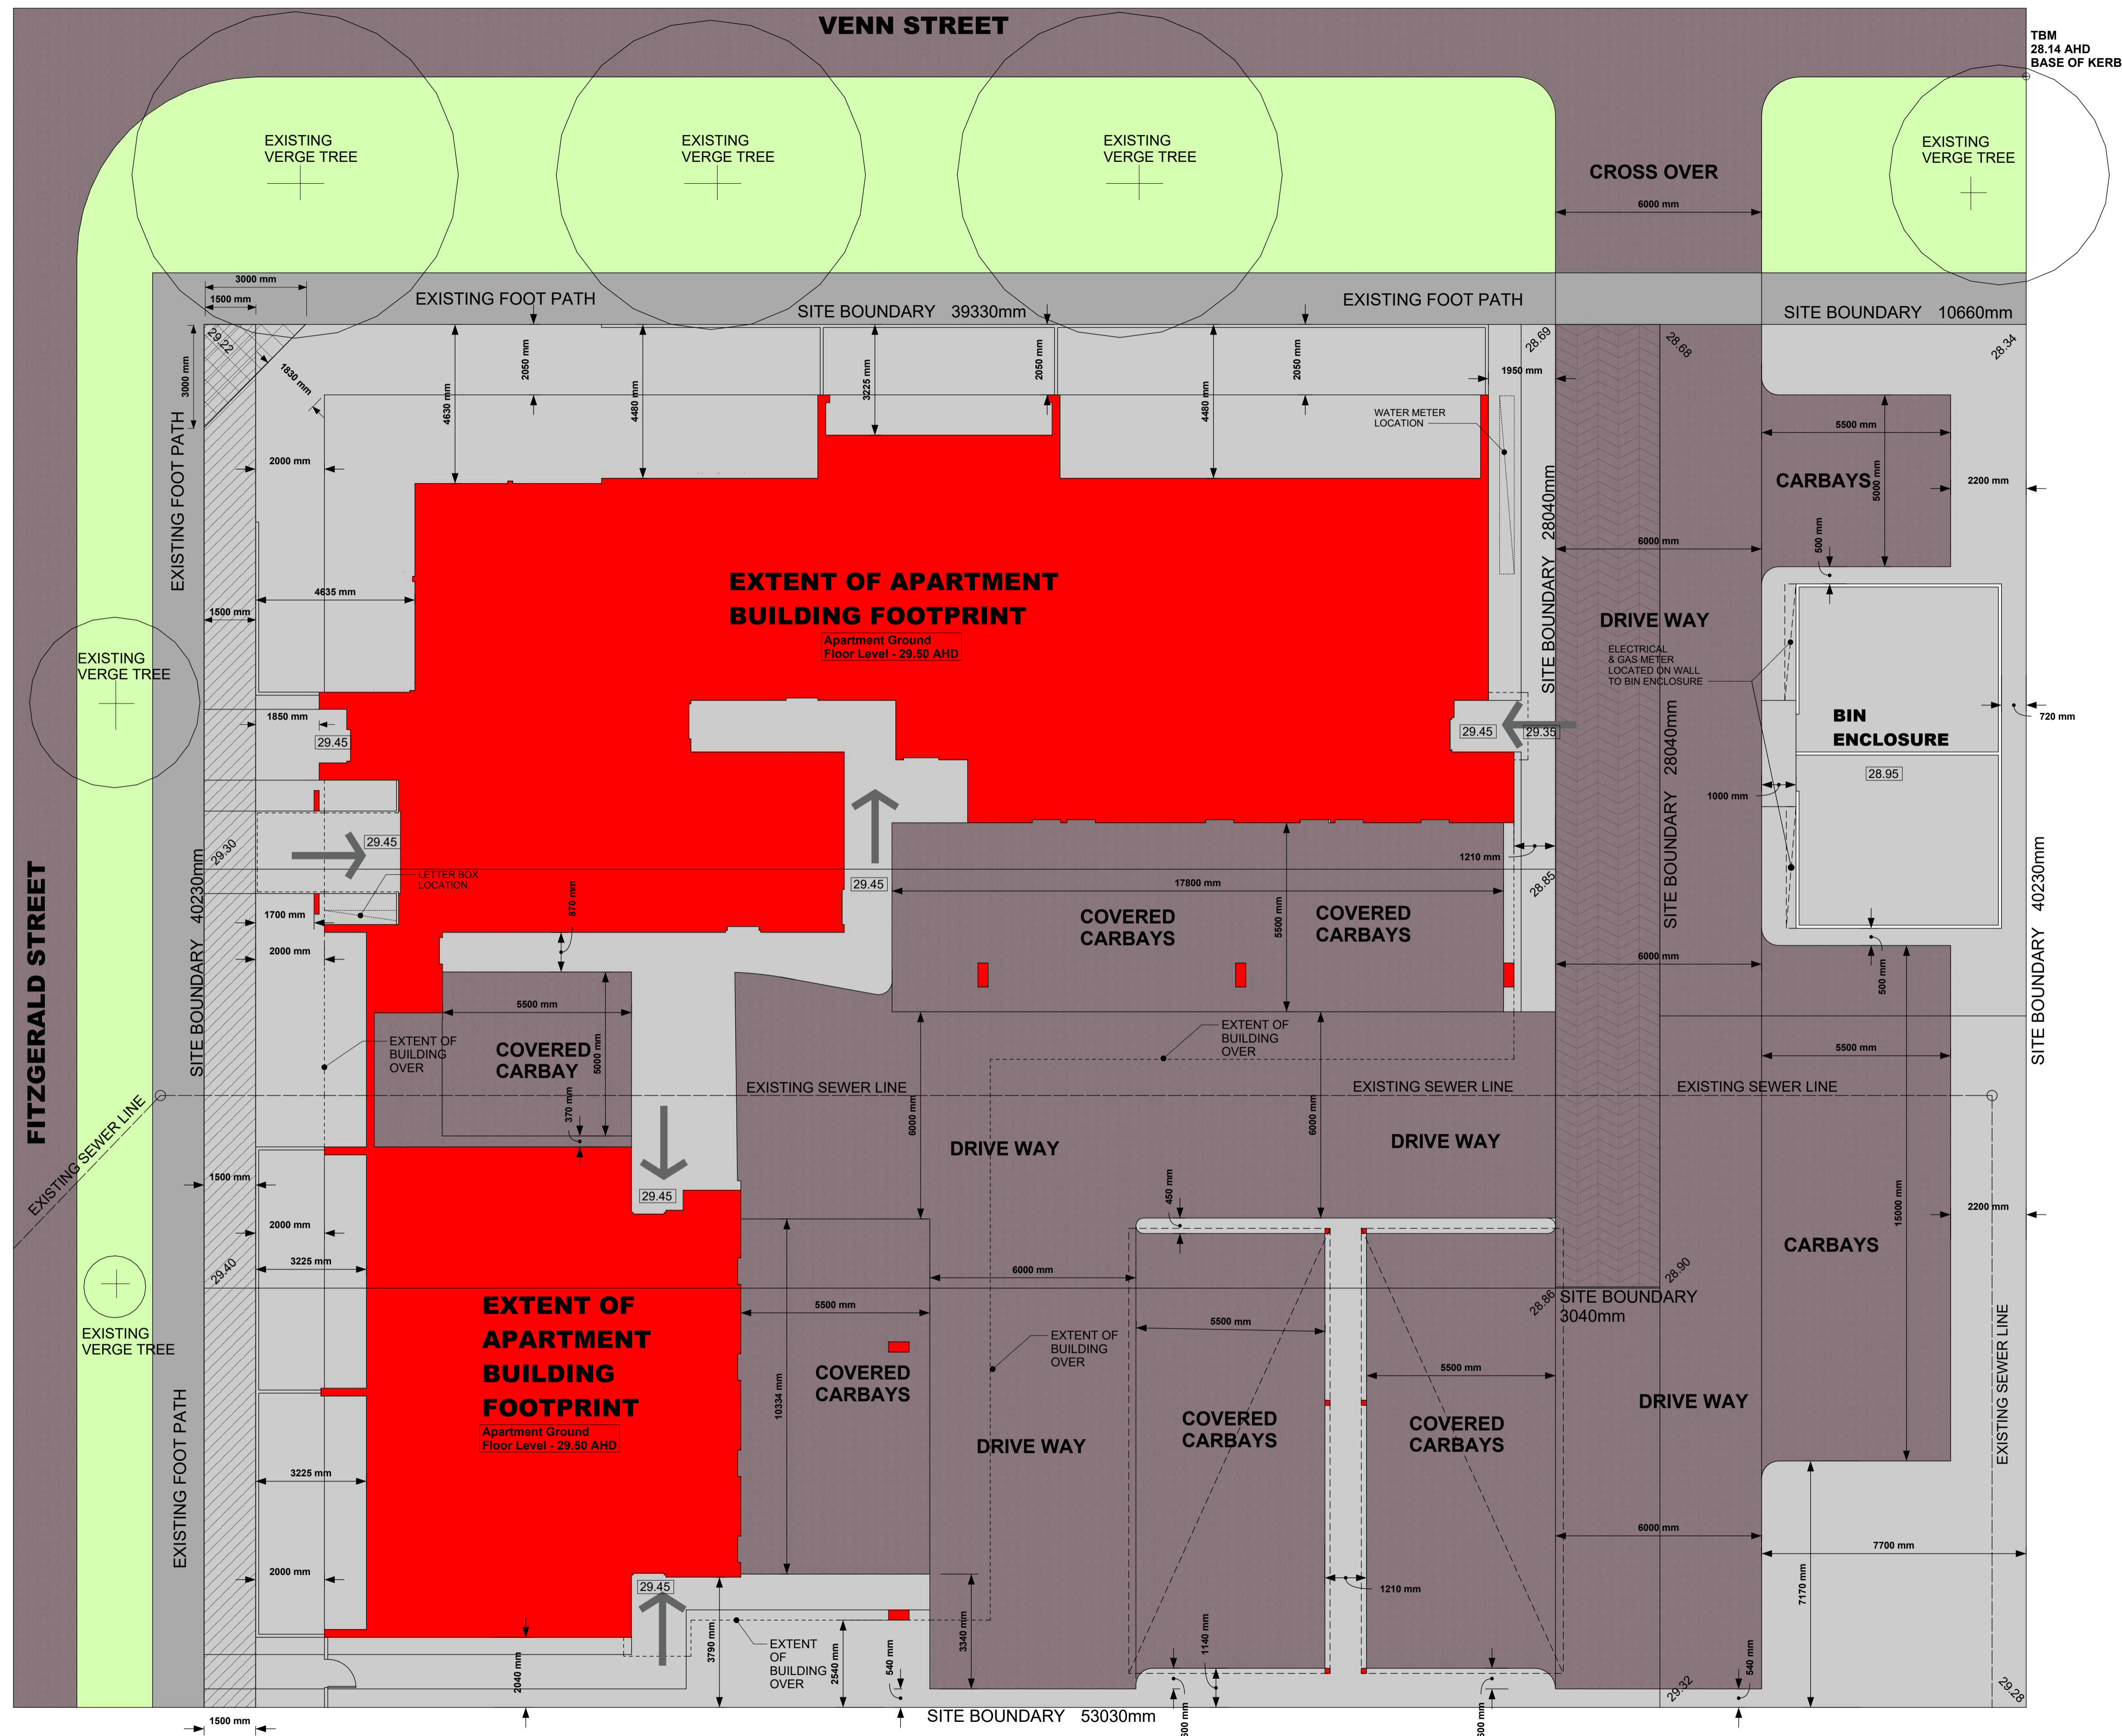 VENN STREET
TBM
28.14 AHD
BASE OF KERB
EXISTING
VERGE TREE
EXISTING
VERGE TREE
EXISTING
VERGE TREE
EXISTING
VERGE TREE
CROSS OVER
6000 mm
3000 mm
1500 mm
EXISTING FOOT PATH
SITE BOUNDARY 39330mm
EXISTING FOOT PATH
SITE BOUNDARY 10660mm
29.22
3000 mm
1830 mm
4630 mm
2050 mm
4480 mm
3225 mm
2050 mm
4480 mm
2050 mm
28.69
28.68
28.34
1950 mm
WATER METER
LOCATION
5500 mm
CARBAYS
5000 mm
2200 mm
EXISTING FOOT PATH
2000 mm
SITE BOUNDARY 28040mm
6000 mm
500 mm
4635 mm
1500 mm
EXTENT OF APARTMENT
BUILDING FOOTPRINT
Apartment Ground
Floor Level - 29.50 AHD
DRIVE WAY
ELECTRICAL
& GAS METER
LOCATED ON WALL
TO BIN ENCLOSURE
EXISTING
VERGE TREE
1850 mm
29.45
29.45
29.35
BIN
ENCLOSURE
720 mm
28.95
SITE BOUNDARY 28040mm
1000 mm
29.30
29.45
LETTER BOX
LOCATION.
1700 mm
2000 mm
870 mm
29.45
1210 mm
28.85
17800 mm
5500 mm
COVERED
CARBAYS
COVERED
CARBAYS
FITZGERALD STREET
SITE BOUNDARY 40230mm
SITE BOUNDARY 40230mm
6000 mm
500 mm
5500 mm
5500 mm
COVERED
CARBAY
5000 mm
370 mm
EXTENT OF
BUILDING
OVER
EXTENT OF
BUILDING
OVER
EXISTING SEWER LINE
EXISTING SEWER LINE
EXISTING SEWER LINE
EXISTING SEWER LINE
6000 mm
6000 mm
DRIVE WAY
DRIVE WAY
1500 mm
29.45
450 mm
15000 mm
2200 mm
2000 mm
3225 mm
29.40
CARBAYS
6000 mm
28.90
28.86
SITE BOUNDARY
3040mm
EXISTING
VERGE TREE
EXTENT OF
APARTMENT
BUILDING
FOOTPRINT
Apartment Ground
Floor Level - 29.50 AHD
5500 mm
10334 mm
COVERED
CARBAYS
EXTENT OF
BUILDING
OVER
5500 mm
5500 mm
COVERED
CARBAYS
COVERED
CARBAYS
DRIVE WAY
DRIVE WAY
EXISTING SEWER LINE
EXISTING FOOT PATH
3225 mm
6000 mm
7700 mm
2000 mm
29.45
1210 mm
7170 mm
2040 mm
3790 mm
EXTENT
OF
BUILDING
OVER
2540 mm
540 mm
3340 mm
1140 mm
600 mm
600 mm
29.32
540 mm
29.28
1500 mm
SITE BOUNDARY 53030mm